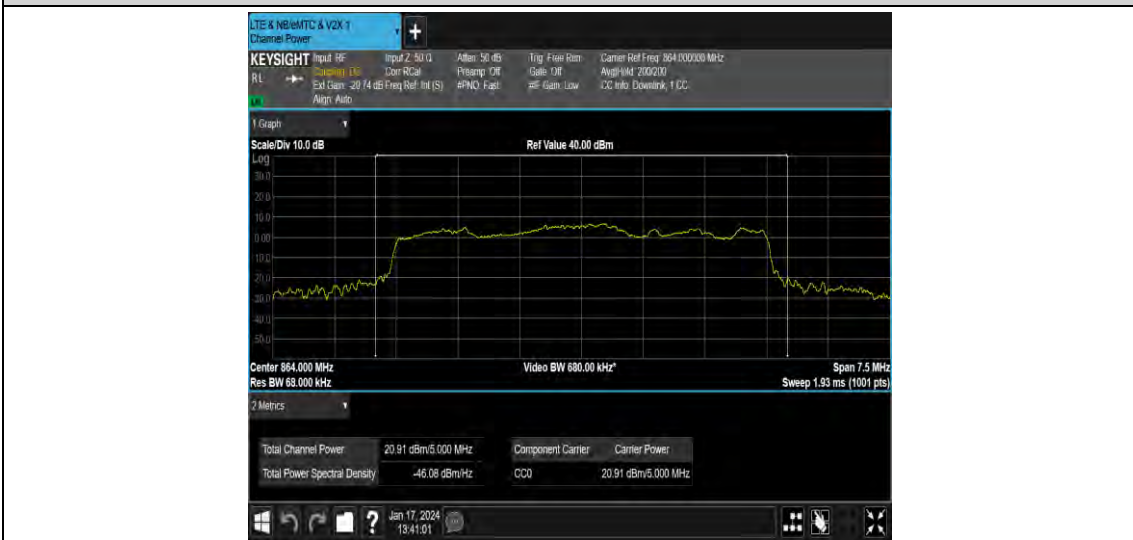 LTE & NB/eMTC & V2X 1
Channel Power
KEYSIGHT Input: RF Input Z: 50 Ω Atten: 50 dB Trig: Free Run Carrier Ref Freq: 864.000000 MHz
RL Coupling: DC Corr RCal Preamp: Off Gate: Off Avg|Hold: 200/200
Ext Gain: -20.74 dB Freq Ref: Int (S) #PNO: Fast #IF Gain: Low CC Info: Downlink, 1 CC
Align: Auto
1 Graph
Scale/Div 10.0 dB Ref Value 40.00 dBm
Log
30.0
20.0
10.0
0.00
-10.0
-20.0
-30.0
-40.0
-50.0
Center 864.000 MHz Video BW 680.00 kHz* Span 7.5 MHz
Res BW 68.000 kHz Sweep 1.93 ms (1001 pts)
2 Metrics
Total Channel Power 20.91 dBm/5.000 MHz Component Carrier Carrier Power
Total Power Spectral Density -46.08 dBm/Hz CC0 20.91 dBm/5.000 MHz
? Jan 17, 2024
13:41:01